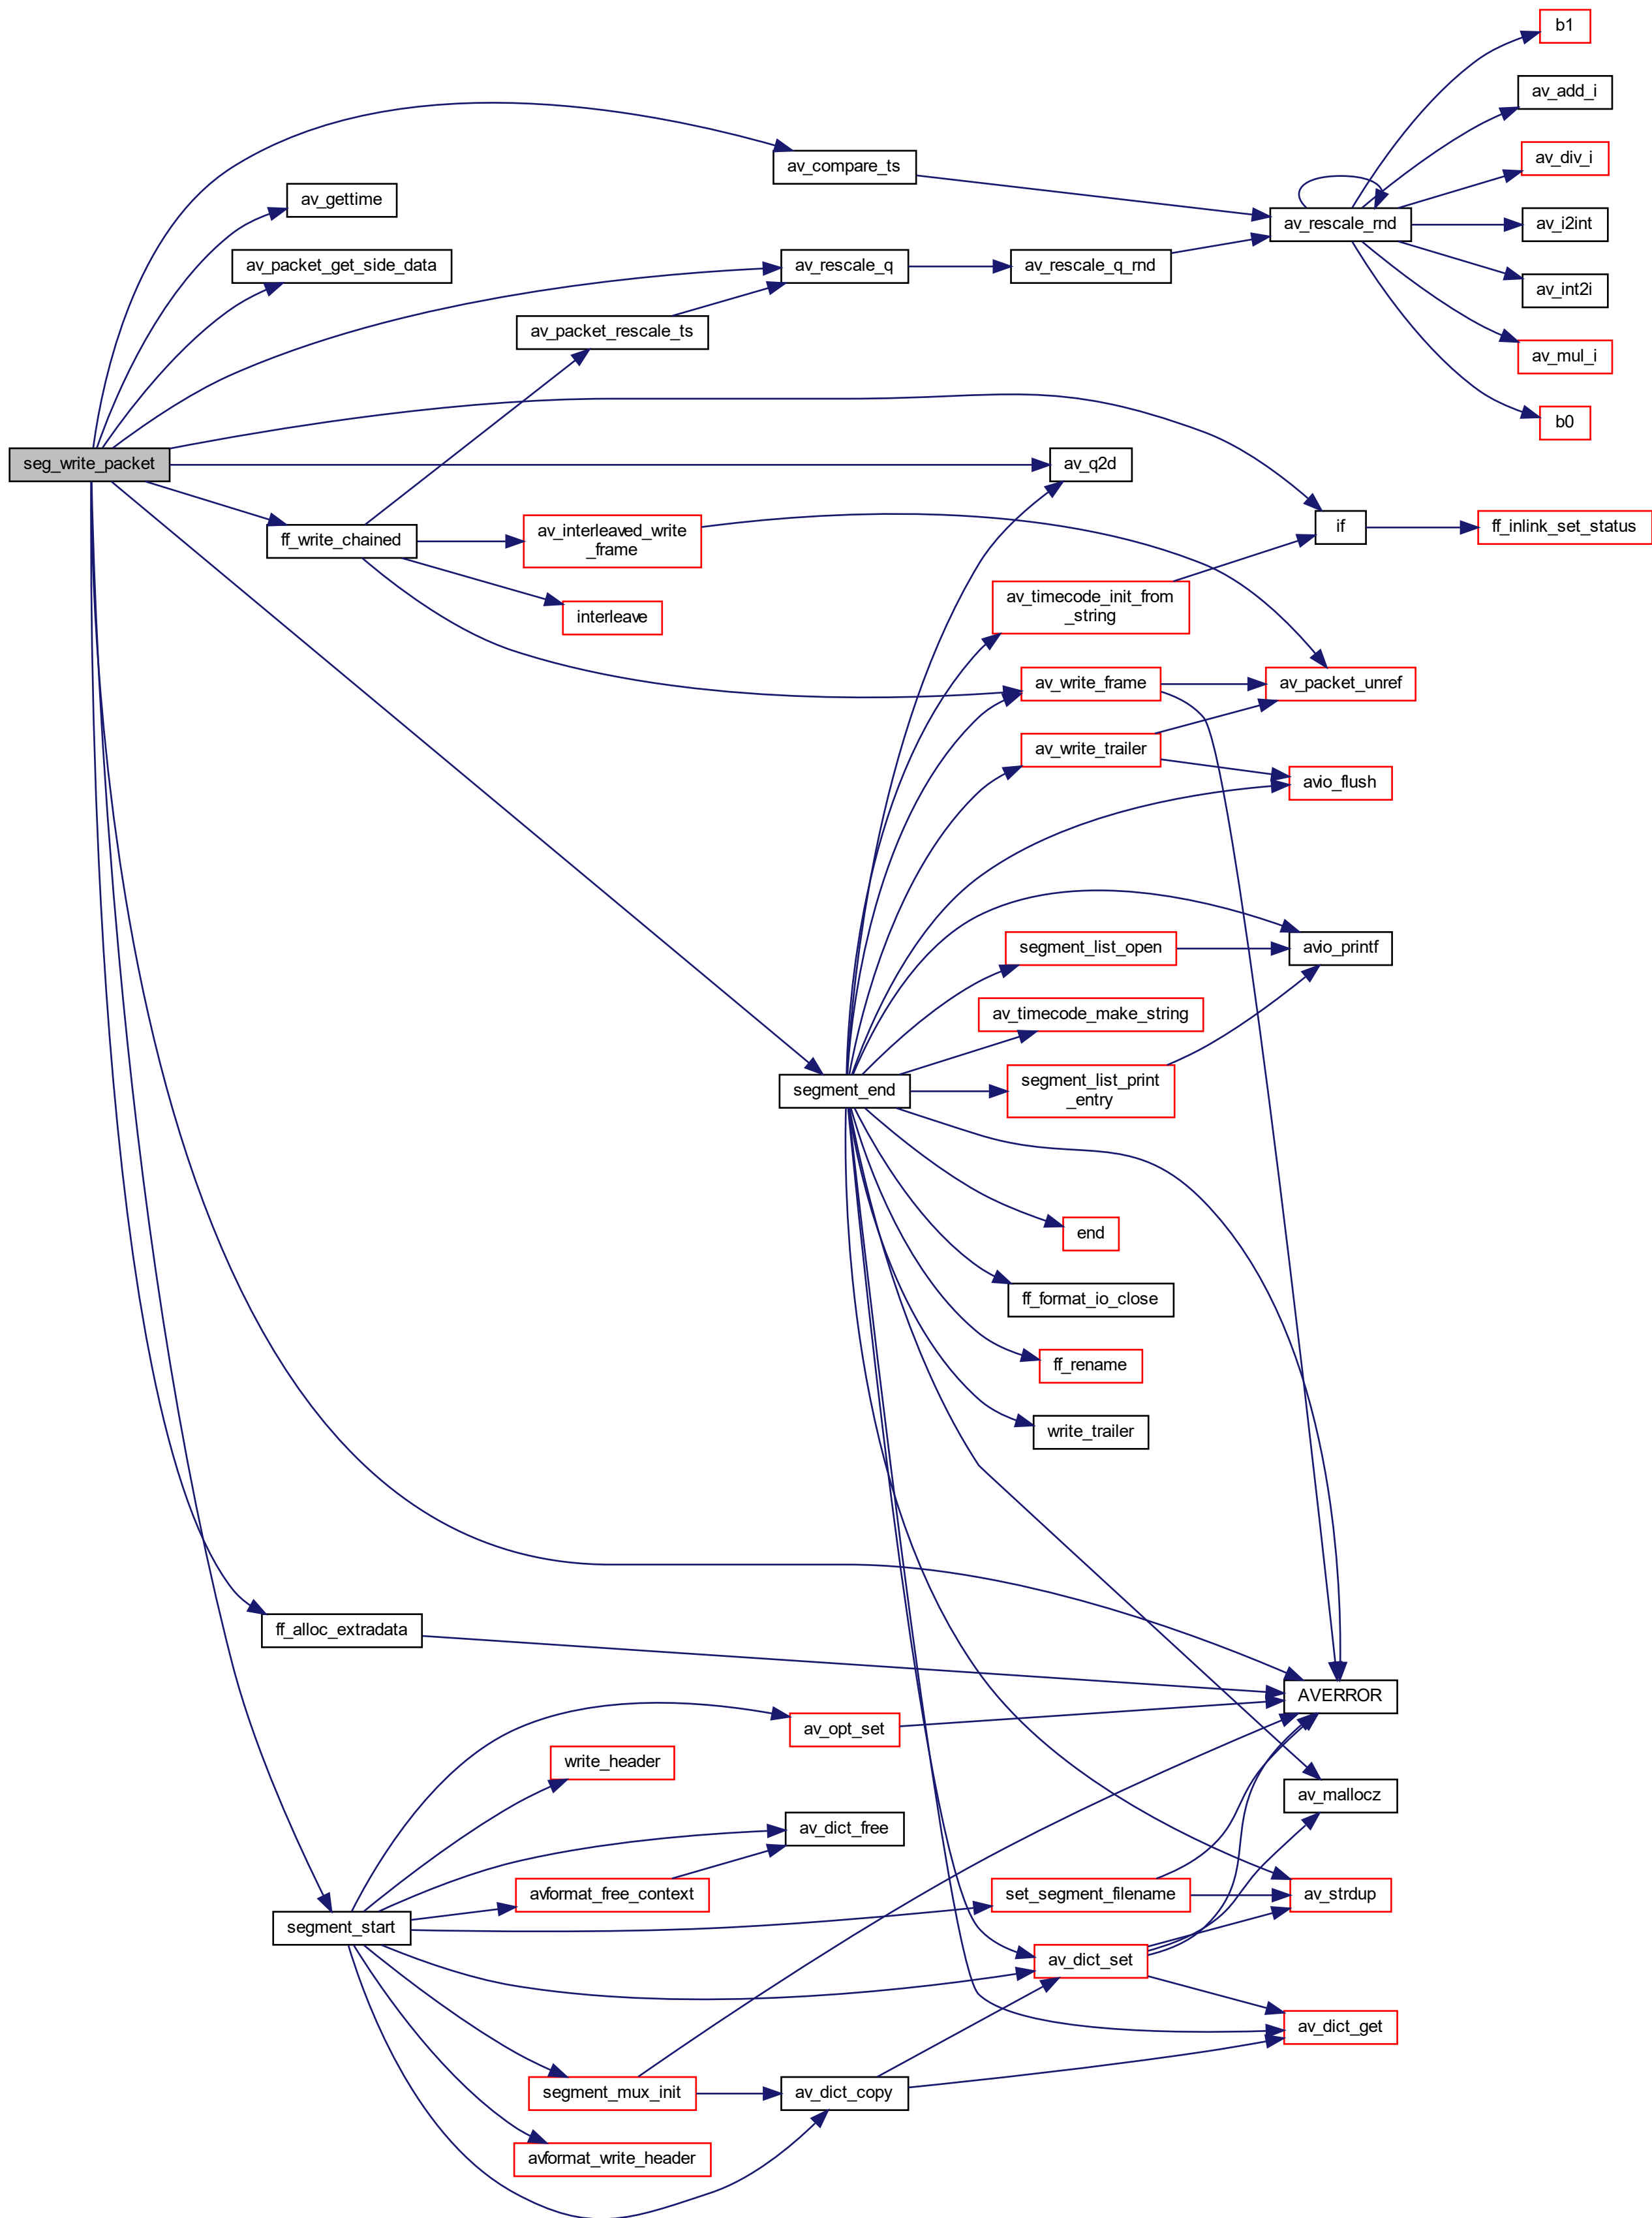 b1
av_add_i
av_compare_ts
av_div_i
av_gettime
av_rescale_rnd
av_i2int
av_packet_get_side_data
av_rescale_q
av_rescale_q_rnd
av_int2i
av_packet_rescale_ts
av_mul_i
b0
seg_write_packet
av_q2d
ff_write_chained
av_interleaved_write
_frame
if
ff_inlink_set_status
interleave
av_timecode_init_from
_string
av_write_frame
av_packet_unref
av_write_trailer
avio_flush
segment_list_open
avio_printf
av_timecode_make_string
segment_end
segment_list_print
_entry
end
ff_format_io_close
ff_rename
write_trailer
ff_alloc_extradata
AVERROR
av_opt_set
write_header
av_mallocz
av_dict_free
avformat_free_context
set_segment_filename
av_strdup
segment_start
av_dict_set
av_dict_get
segment_mux_init
av_dict_copy
avformat_write_header